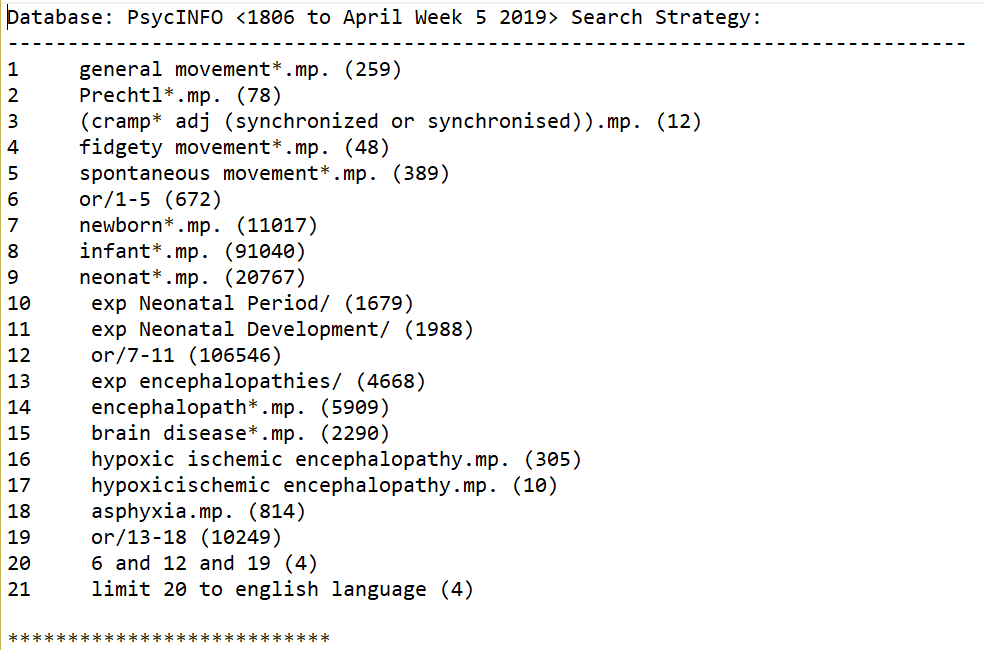 Database: PsycINFO <1806 to April Week 5 2019> Search Strategy:
--------------------------------------------------------------------------------
1 general movement*.mp. (259)
2 Prechtl*.mp. (78)
3 (cramp* adj (synchronized or synchronised)).mp. (12)
4 fidgety movement*.mp. (48)
5 spontaneous movement*.mp. (389)
6 or/1-5 (672)
7 newborn*.mp. (11017)
8 infant*.mp. (91040)
9 neonat*.mp. (20767)
10 exp Neonatal Period/ (1679)
11 exp Neonatal Development/ (1988)
12 or/7-11 (106546)
13 exp encephalopathies/ (4668)
14 encephalopath*.mp. (5909)
15 brain disease*.mp. (2290)
16 hypoxic ischemic encephalopathy.mp. (305)
17 hypoxicischemic encephalopathy.mp. (10)
18 asphyxia.mp. (814)
19 or/13-18 (10249)
20 6 and 12 and 19 (4)
21 limit 20 to english language (4)
***************************